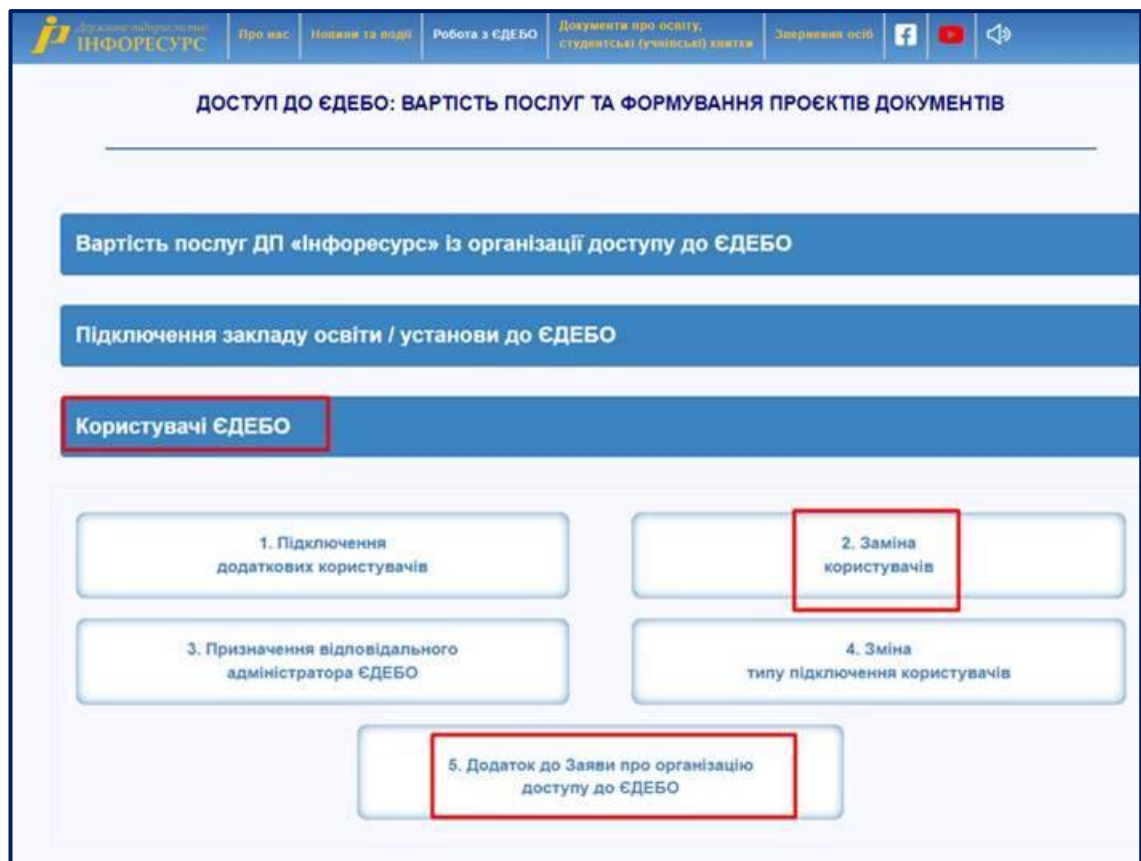 Державне підприємство
ІНФОРЕСУРС
Про нас
Новини та події
Робота з ЄДЕБО
Документи про освіту,
студентські (учнівські) квитки
Звернення осіб
ДОСТУП ДО ЄДЕБО: ВАРТІСТЬ ПОСЛУГ ТА ФОРМУВАННЯ ПРОЄКТІВ ДОКУМЕНТІВ
Вартість послуг ДП «Інфоресурс» із організації доступу до ЄДЕБО
Підключення закладу освіти / установи до ЄДЕБО
Користувачі ЄДЕБО
1. Підключення
додаткових користувачів
2. Заміна
користувачів
3. Призначення відповідального
адміністратора ЄДЕБО
4. Зміна
типу підключення користувачів
5. Додаток до Заяви про організацію
доступу до ЄДЕБО